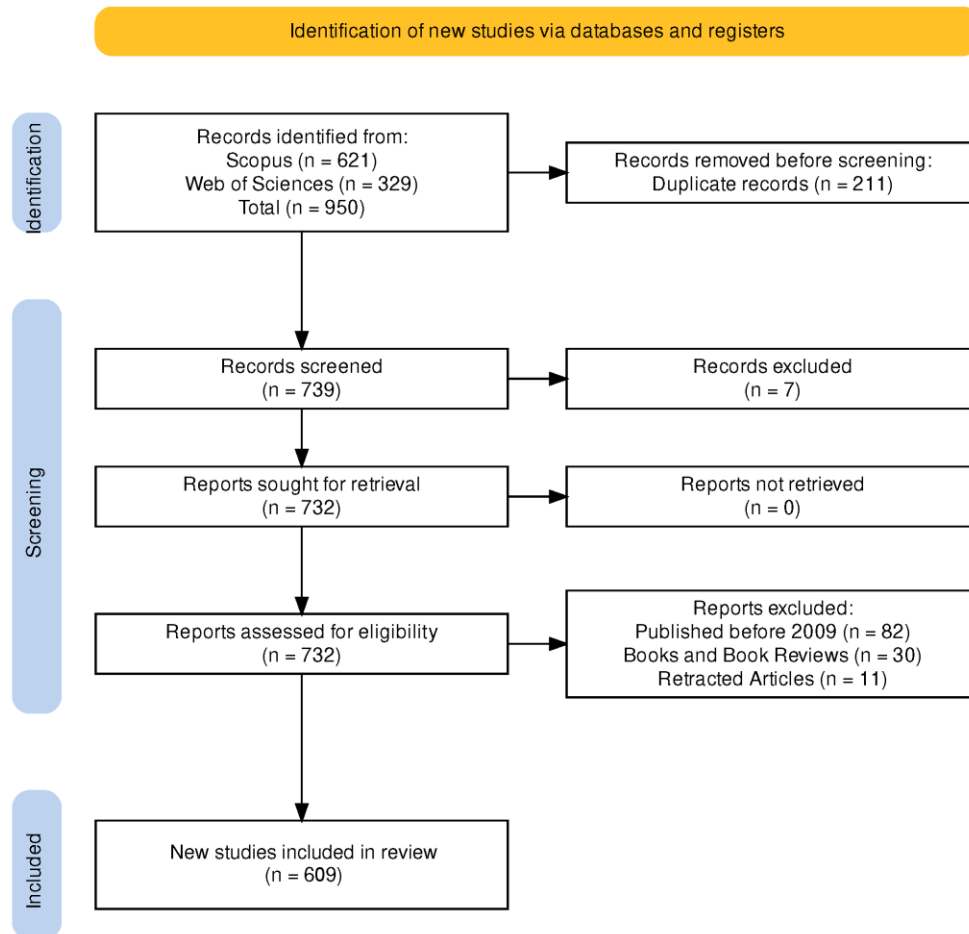 Identification of new studies via databases and registers
Identification
Records identified from:
Scopus (n = 621)
Web of Sciences (n = 329)
Total (n = 950)
Records removed before screening:
Duplicate records (n = 211)
Screening
Records screened
(n = 739)
Records excluded
(n = 7)
Reports sought for retrieval
(n = 732)
Reports not retrieved
(n = 0)
Reports assessed for eligibility
(n = 732)
Reports excluded:
Published before 2009 (n = 82)
Books and Book Reviews (n = 30)
Retracted Articles (n = 11)
Included
New studies included in review
(n = 609)